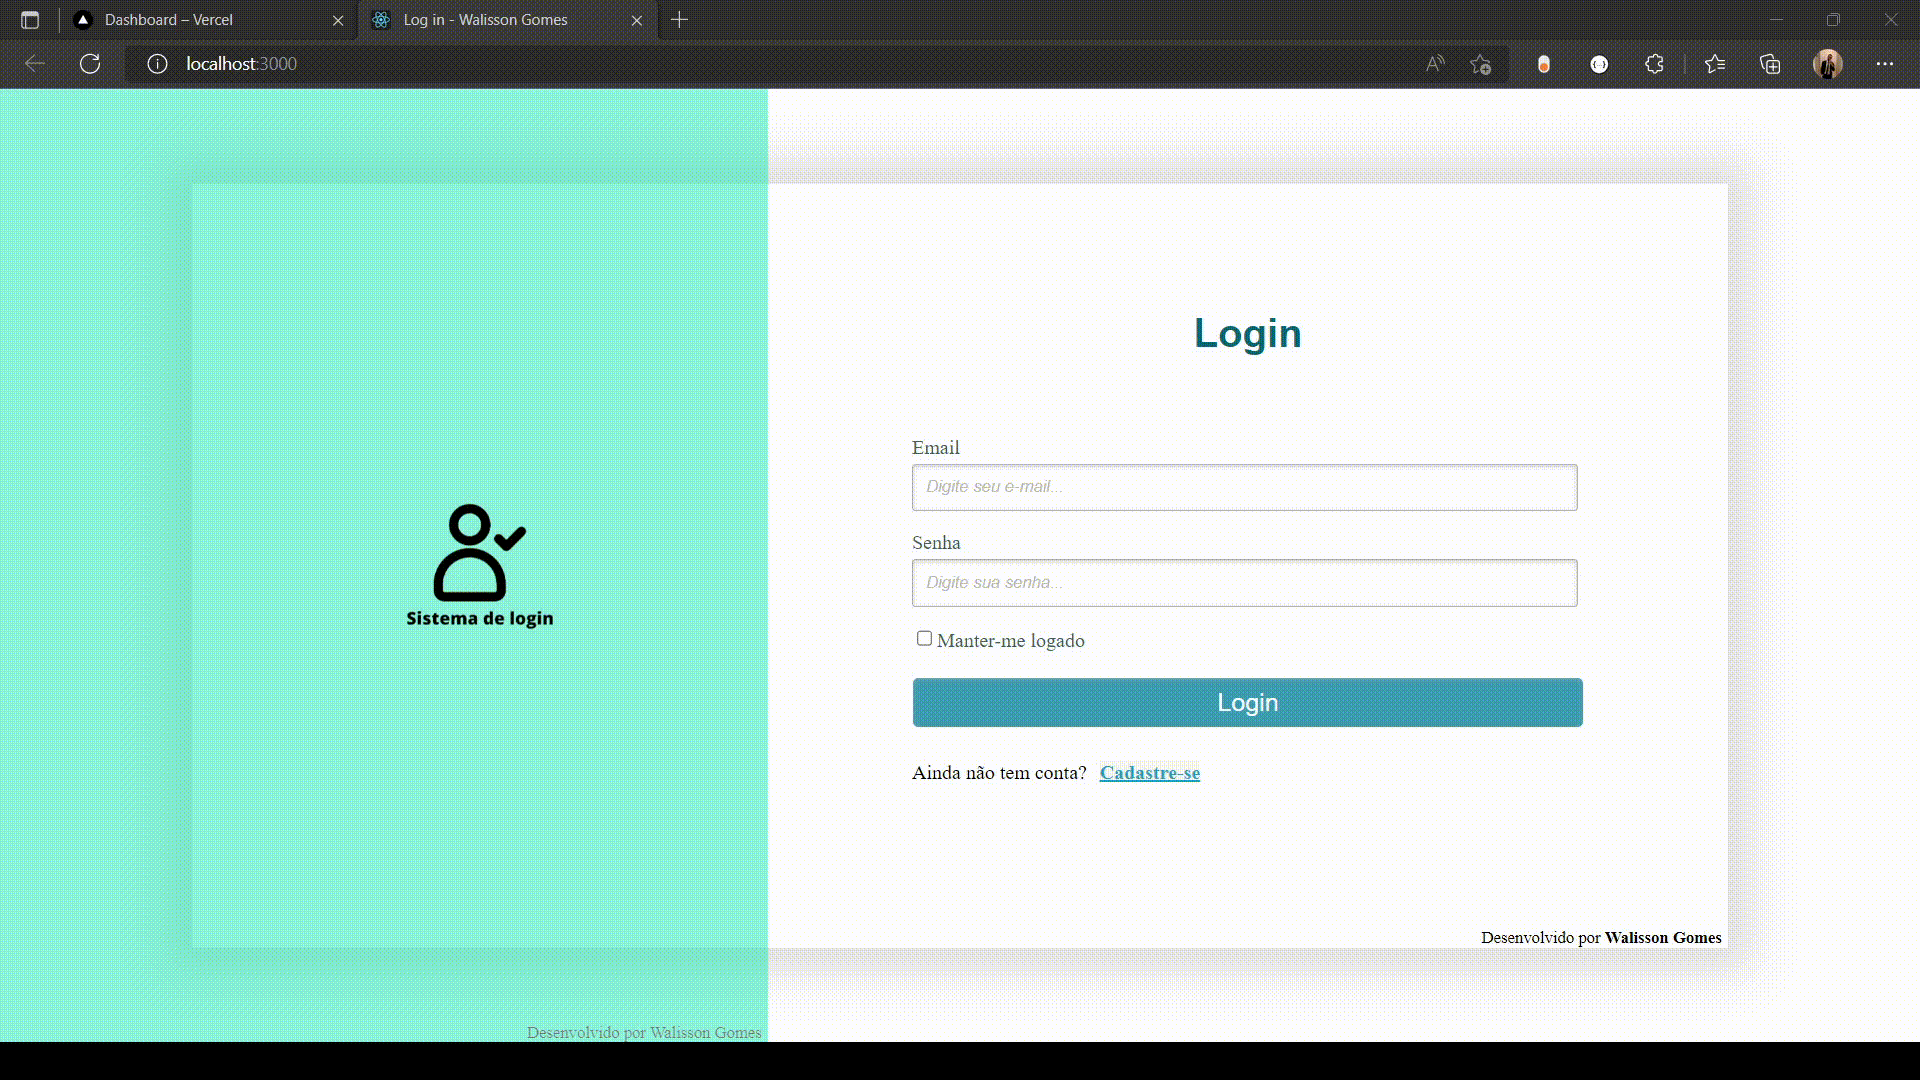 Dashboard – Vercel
Log in - Walisson Gomes
localhost:3000
Sistema de login
Login
Email
Digite seu e-mail...
Senha
Digite sua senha...
Manter-me logado
Login
Ainda não tem conta? Cadastre-se
Desenvolvido por Walisson Gomes
Desenvolvido por Walisson Gomes